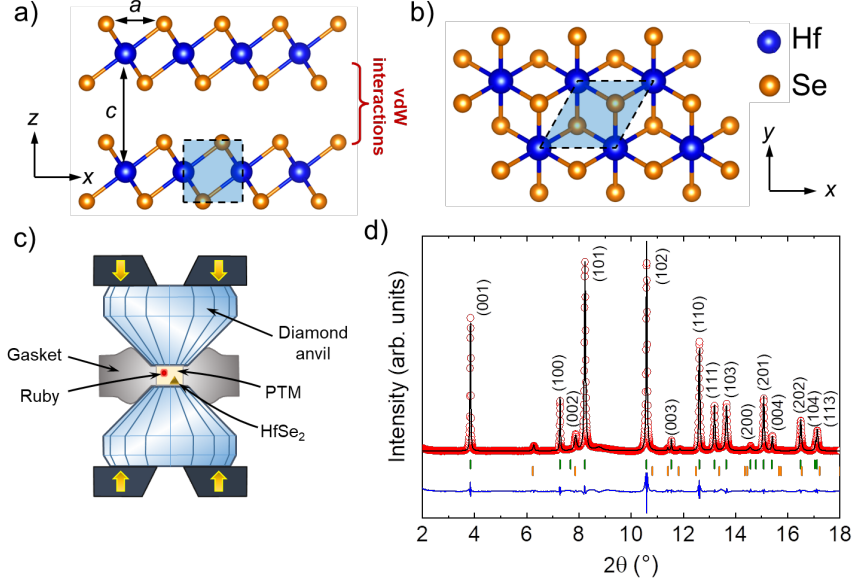 a)
a
c
z
x
vdW
interactions
b)
Hf
Se
y
x
c)
Diamond
anvil
Gasket
Ruby
PTM
HfSe2
d)
Intensity (arb. units)
(001)
(100)
(002)
(101)
(102)
(003)
(110)
(111)
(103)
(200)
(201)
(004)
(202)
(104)
(113)
2 4 6 8 10 12 14 16 18
2θ (°)